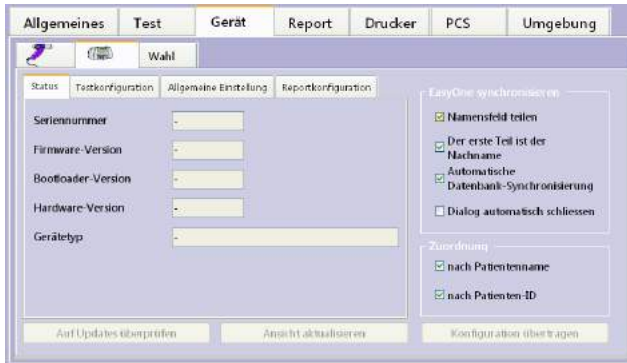 Allgemeines Test Gerät Report Drucker PCS Umgebung
Wahl
Status Testkonfiguration Allgemeine Einstellung Reportkonfiguration
Seriennummer -
Firmware-Version -
Bootloader-Version -
Hardware-Version -
Gerätetyp -
EasyOne synchronisieren
Namensfeld teilen
Der erste Teil ist der
Nachname
Automatische
Datenbank-Synchronisierung
Dialog automatisch schliessen
Zuordnung
nach Patientenname
nach Patienten-ID
Auf Updates überprüfen Ansicht aktualisieren Konfiguration übertragen